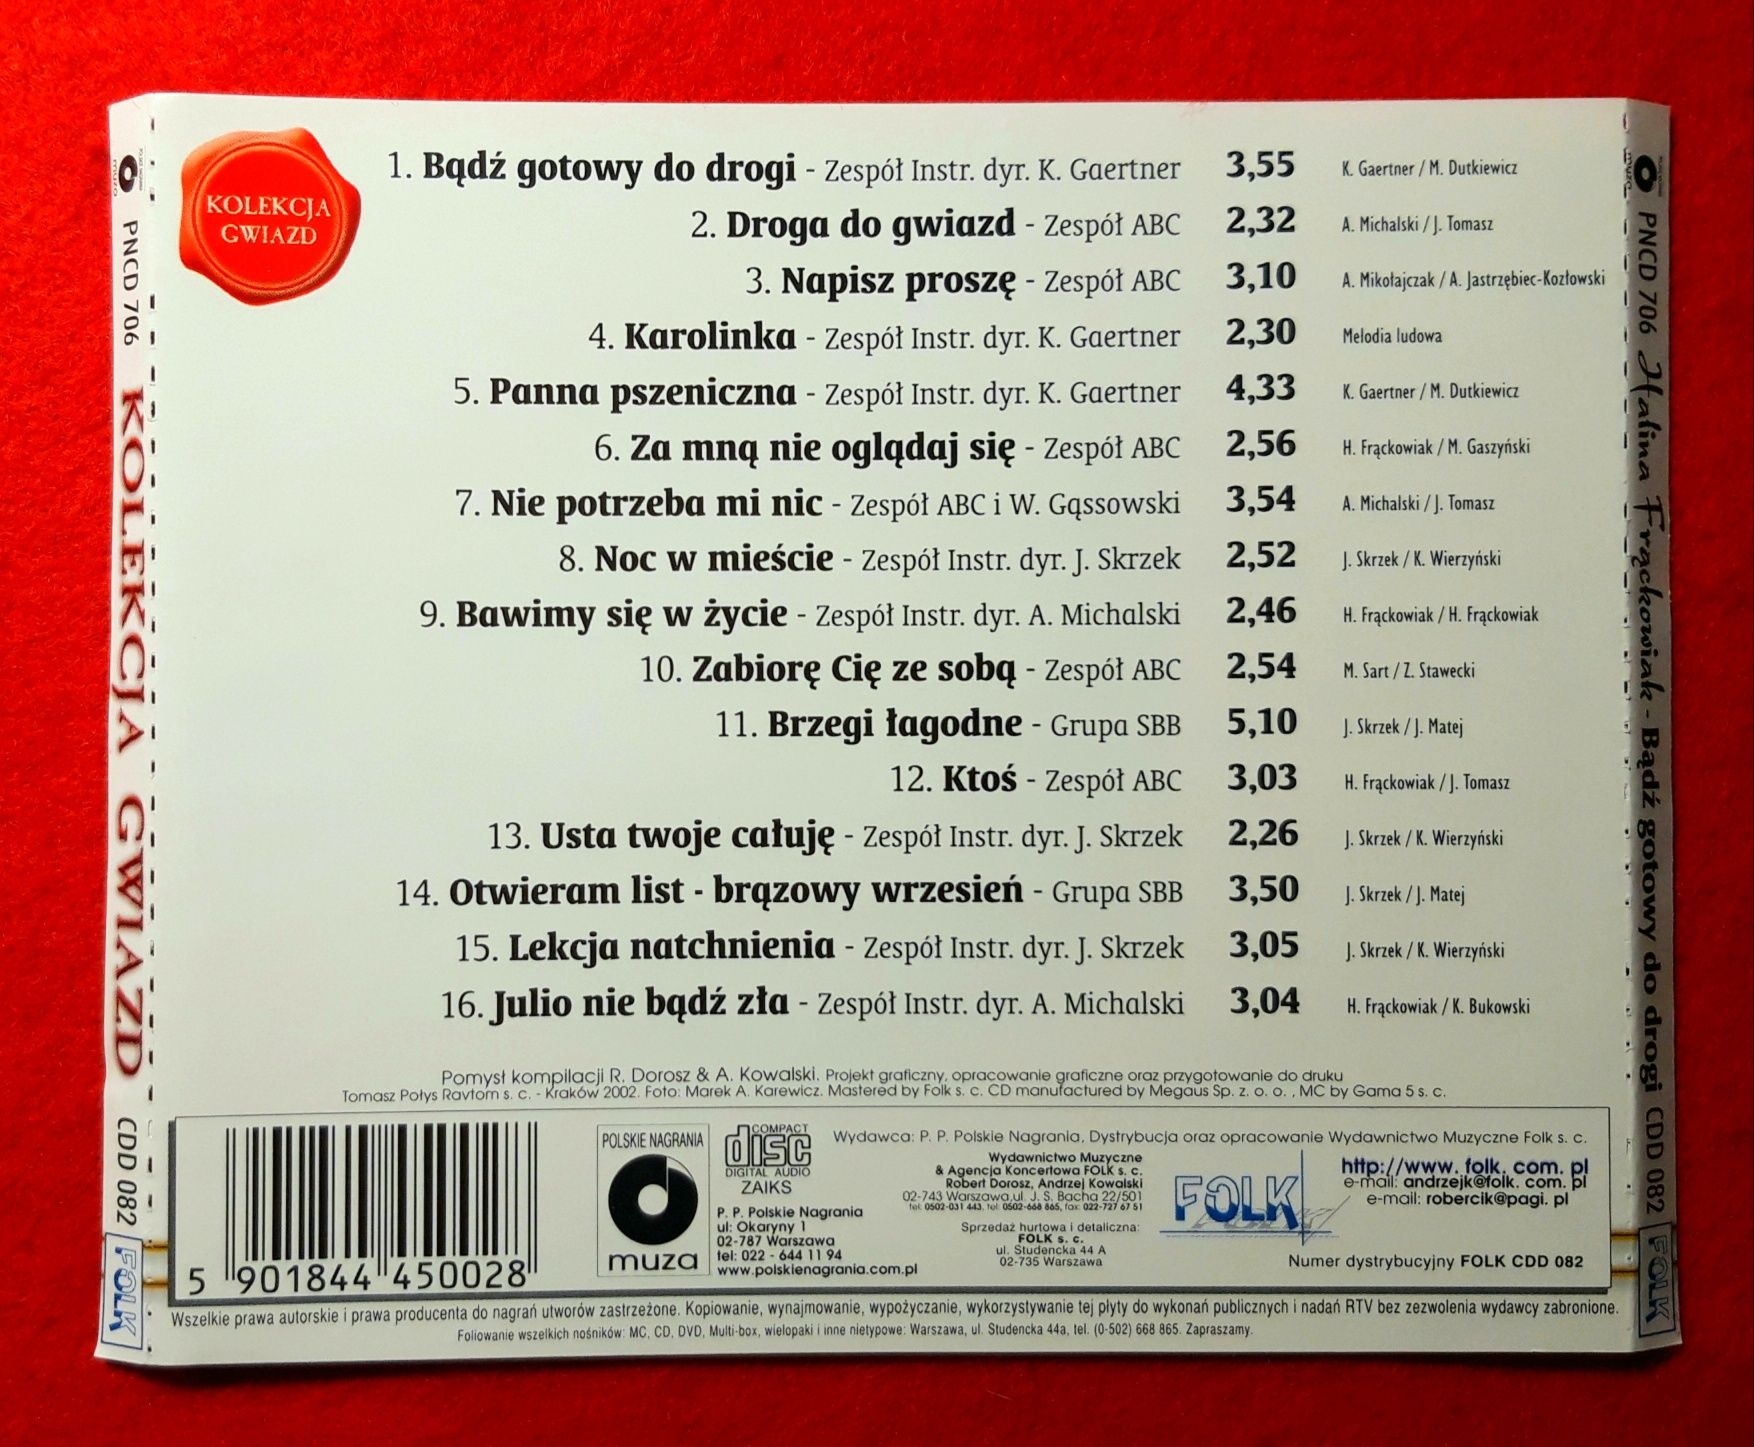 KOLEKCJA
GWIAZD
1. Bądź gotowy do drogi - Zespół Instr. dyr. K. Gaertner 3,55 K. Gaertner / M. Dutkiewicz
2. Droga do gwiazd - Zespół ABC 2,32 A. Michalski / J. Tomasz
3. Napisz proszę - Zespół ABC 3,10 A. Mikołajczak / A. Jastrzębiec-Kozłowski
4. Karolinka - Zespół Instr. dyr. K. Gaertner 2,30 Melodia ludowa
5. Panna pszeniczna - Zespół Instr. dyr. K. Gaertner 4,33 K. Gaertner / M. Dutkiewicz
6. Za mną nie oglądaj się - Zespół ABC 2,56 H. Frąckowiak / M. Gaszyński
7. Nie potrzeba mi nic - Zespół ABC i W. Gąssowski 3,54 A. Michalski / J. Tomasz
8. Noc w mieście - Zespół Instr. dyr. J. Skrzek 2,52 J. Skrzek / K. Wierzyński
9. Bawimy się w życie - Zespół Instr. dyr. A. Michalski 2,46 H. Frąckowiak / H. Frąckowiak
10. Zabiorę Cię ze sobą - Zespół ABC 2,54 M. Sart / Z. Stawecki
11. Brzegi łagodne - Grupa SBB 5,10 J. Skrzek / J. Matej
12. Ktoś - Zespół ABC 3,03 H. Frąckowiak / J. Tomasz
13. Usta twoje całuję - Zespół Instr. dyr. J. Skrzek 2,26 J. Skrzek / K. Wierzyński
14. Otwieram list - brązowy wrzesień - Grupa SBB 3,50 J. Skrzek / J. Matej
15. Lekcja natchnienia - Zespół Instr. dyr. J. Skrzek 3,05 J. Skrzek / K. Wierzyński
16. Julio nie bądź zła - Zespół Instr. dyr. A. Michalski 3,04 H. Frąckowiak / K. Bukowski
Pomysł kompilacji R. Dorosz & A. Kowalski. Projekt graficzny, opracowanie graficzne oraz przygotowanie do druku
Tomasz Połys Ravtom s. c. - Kraków 2002. Foto: Marek A. Karewicz. Mastered by Folk s. c. CD manufactured by Megaus Sp. z. o. o. , MC by Gama 5 s. c.
5 901844 450028
POLSKIE NAGRANIA
muza
COMPACT
disc
DIGITAL AUDIO
ZAIKS
P. P. Polskie Nagrania
ul: Okaryny 1
02-787 Warszawa
tel: 022 - 644 11 94
www.polskienagrania.com.pl
Wydawca: P. P. Polskie Nagrania, Dystrybucja oraz opracowanie Wydawnictwo Muzyczne Folk s. c.
Wydawnictwo Muzyczne
& Agencja Koncertowa FOLK s. c.
Robert Dorosz, Andrzej Kowalski
02-743 Warszawa,ul. J. S. Bacha 22/501
tel: 0502-031 443, tel: 0502-668 865, fax: 022-727 67 51
Sprzedaż hurtowa i detaliczna:
FOLK s. c.
ul. Studencka 44 A
02-735 Warszawa
FOLK
http://www. folk. com. pl
e-mail: andrzejk@folk. com. pl
e-mail: robercik@pagi. pl
Numer dystrybucyjny FOLK CDD 082
Wszelkie prawa autorskie i prawa producenta do nagrań utworów zastrzeżone. Kopiowanie, wynajmowanie, wypożyczanie, wykorzystywanie tej płyty do wykonań publicznych i nadań RTV bez zezwolenia wydawcy zabronione.
Foliowanie wszelkich nośników: MC, CD, DVD, Multi-box, wielopaki i inne nietypowe: Warszawa, ul. Studencka 44a, tel. (0-502) 668 865. Zapraszamy.
muza PNCD 706 KOLEKCJA GWIAZD CDD 082 FOLK
muza PNCD 706 Halina Frąckowiak - Bądź gotowy do drogi CDD 082 FOLK